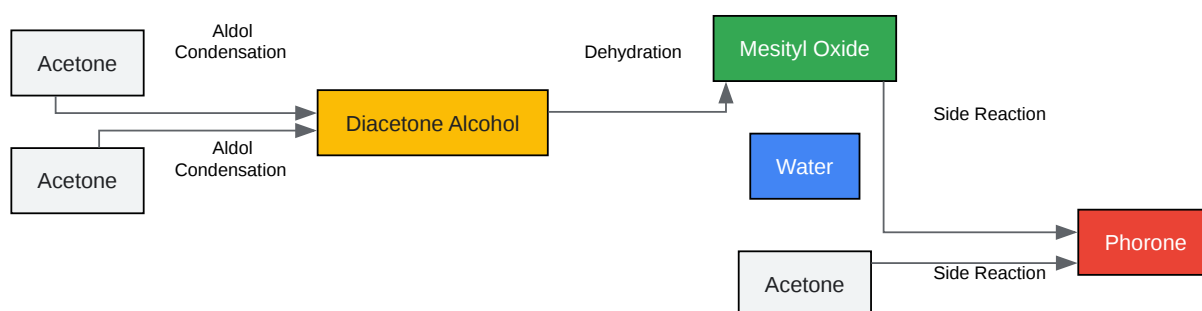 Aldol
Condensation
Acetone
Dehydration
Mesityl Oxide
Diacetone Alcohol
Side Reaction
Aldol
Condensation
Acetone
Water
Phorone
Side Reaction
Acetone